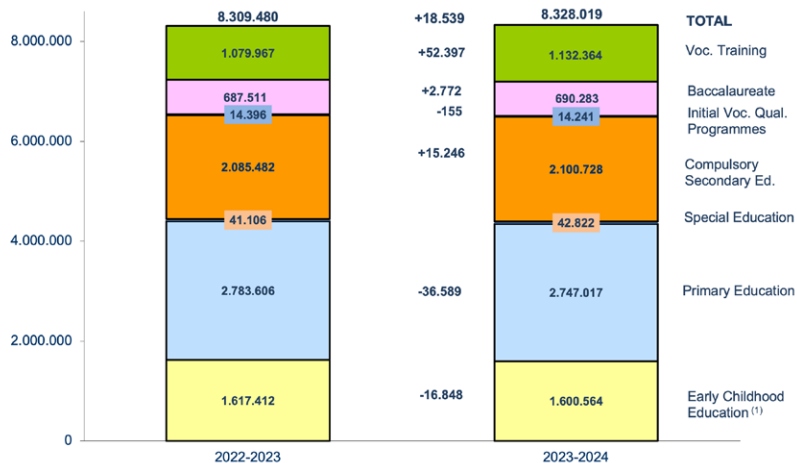 8.309.480 +18.539 8.328.019 TOTAL
8.000.000
1.079.967 +52.397 1.132.364 Voc. Training
687.511 +2.772 690.283 Baccalaureate
14.396 -155 14.241 Initial Voc. Qual.
Programmes
6.000.000
2.085.482 +15.246 2.100.728 Compulsory
Secondary Ed.
41.106 42.822 Special Education
4.000.000
2.783.606 -36.589 2.747.017 Primary Education
2.000.000
1.617.412 -16.848 1.600.564 Early Childhood
Education (1)
0
2022-2023 2023-2024